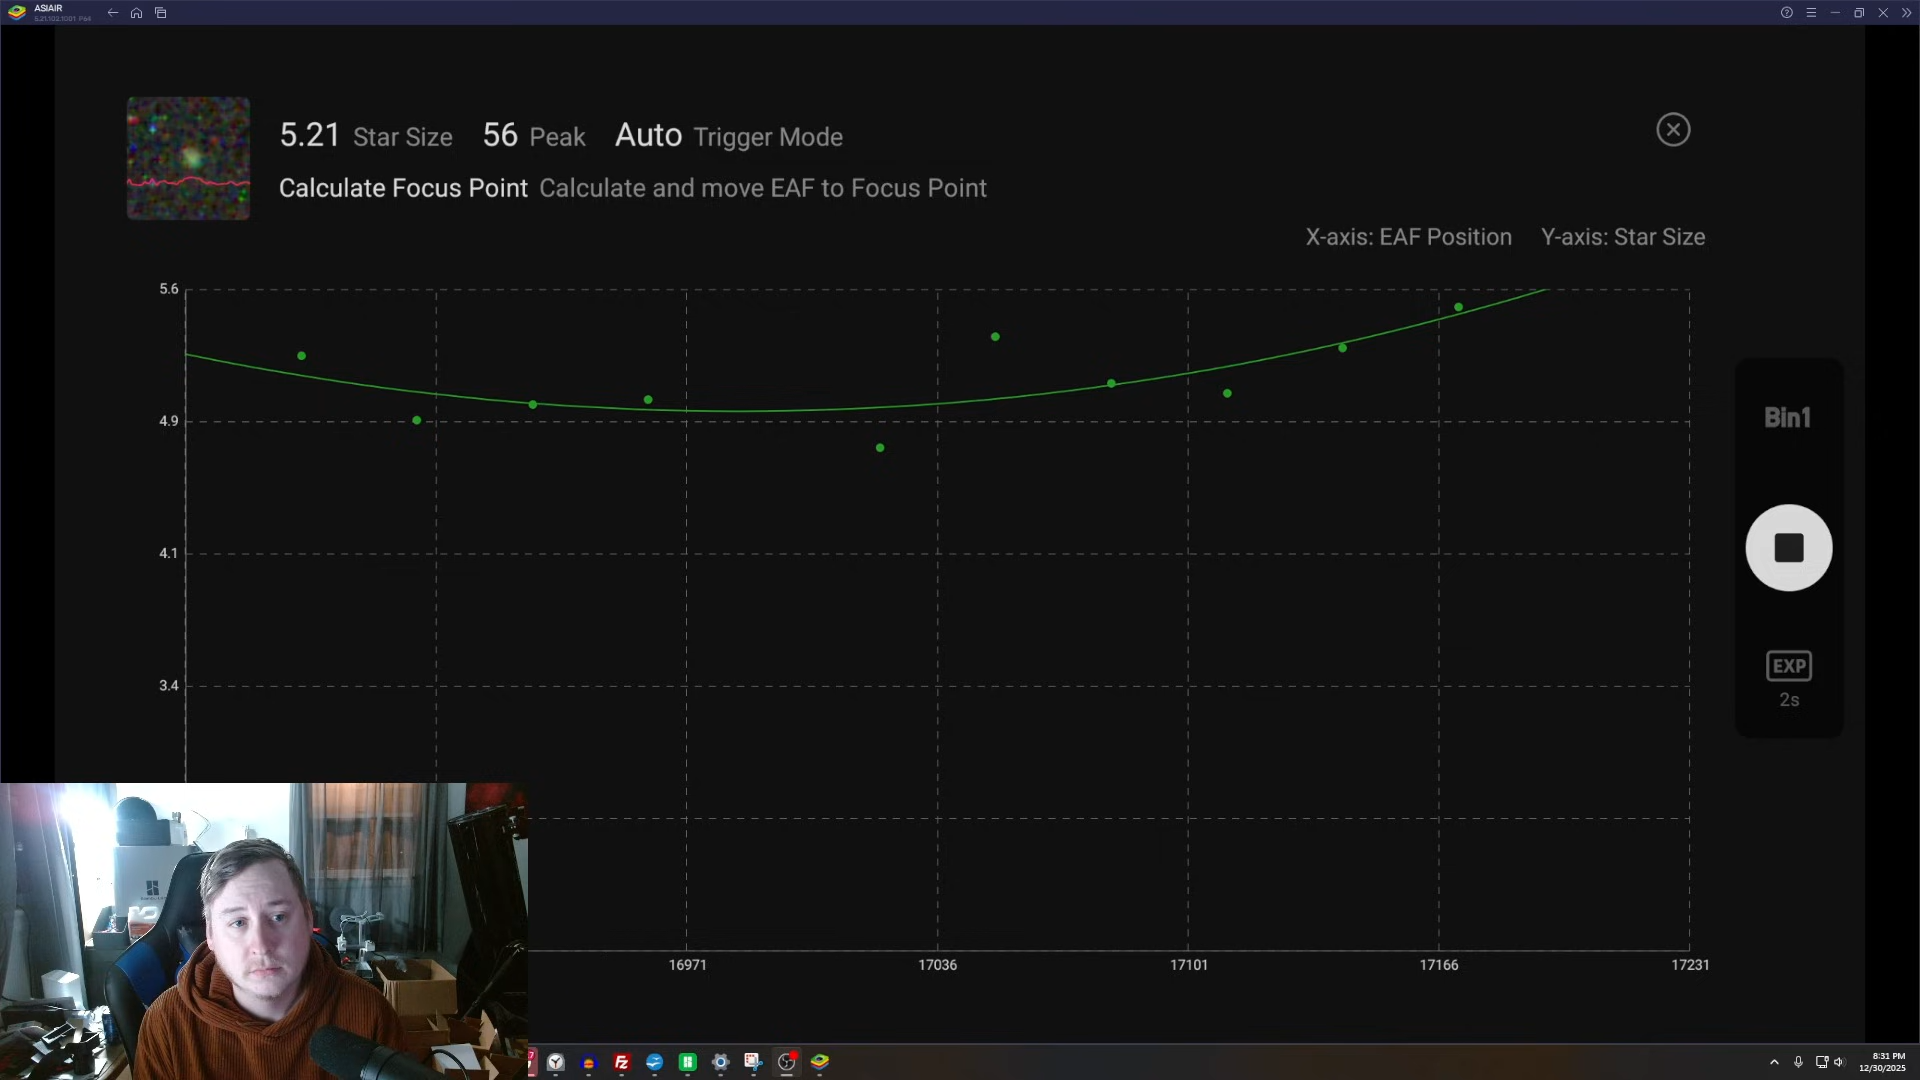 ASIAIR
5.21 Star Size 56 Peak Auto Trigger Mode
Calculate Focus Point Calculate and move EAF to Focus Point
X-axis: EAF Position Y-axis: Star Size
5.6
4.9
4.1
3.4
Bin1
EXP
2s
16971 17036 17101 17166 17231
FZ
8:31 PM
12/30/2025